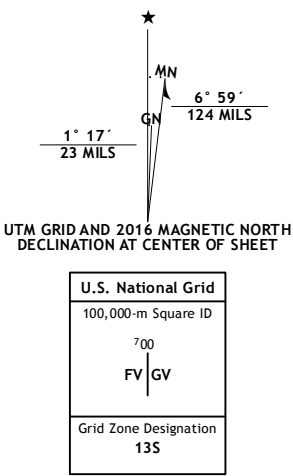 ★
MN
6° 59´
124 MILS
GN
1° 17´
23 MILS
UTM GRID AND 2016 MAGNETIC NORTH
DECLINATION AT CENTER OF SHEET
U.S. National Grid
100,000-m Square ID
⁷00
FV GV
Grid Zone Designation
13S